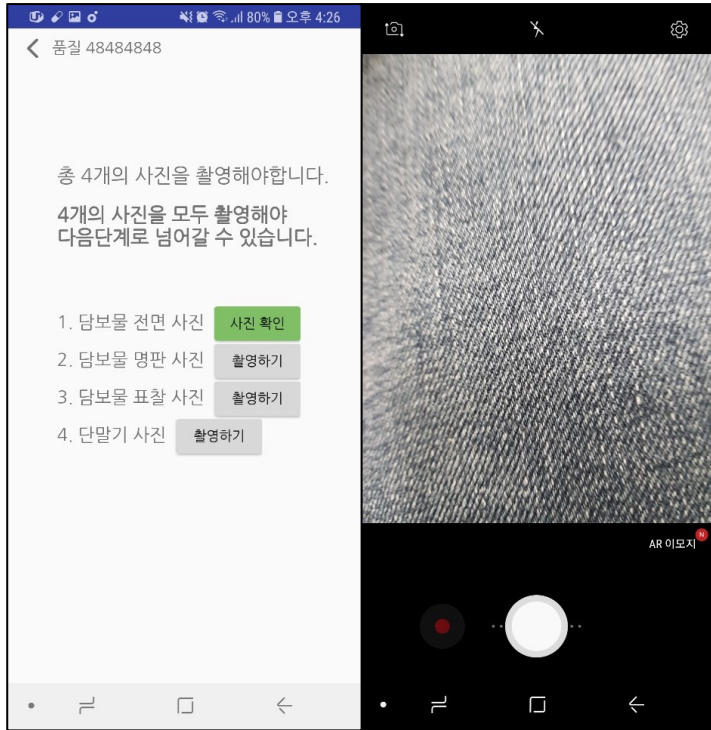 80% 오후 4:26
품질 48484848
총 4개의 사진을 촬영해야합니다.
4개의 사진을 모두 촬영해야
다음단계로 넘어갈 수 있습니다.
1. 담보물 전면 사진 사진 확인
2. 담보물 명판 사진 촬영하기
3. 담보물 표찰 사진 촬영하기
4. 단말기 사진 촬영하기
AR 이모지 N